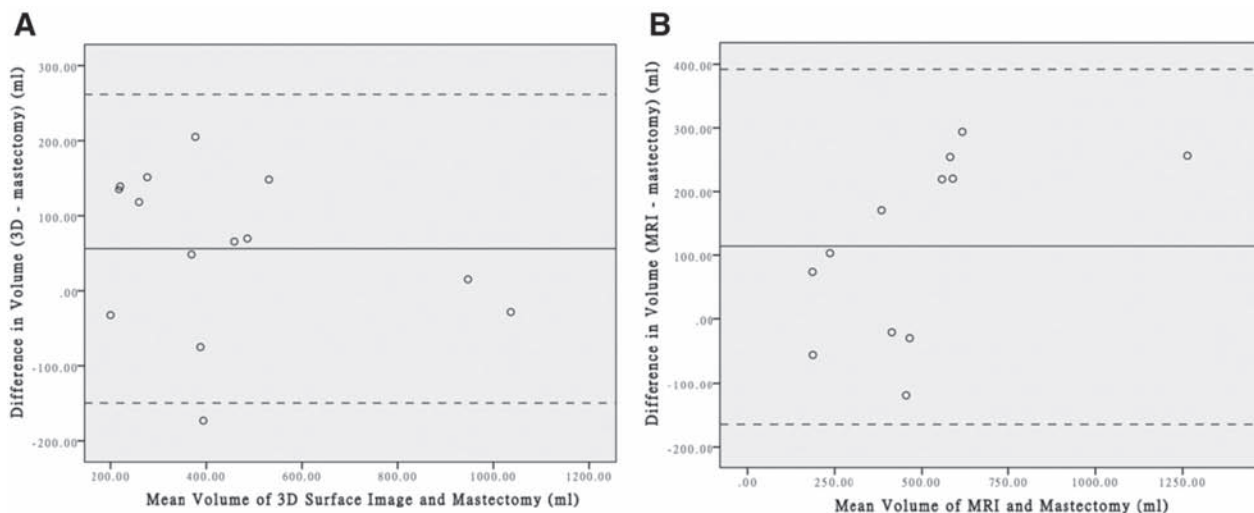 A
Difference in Volume (3D - mastectomy) (ml)
300.00
200.00
100.00
.00
-100.00
-200.00
200.00 400.00 600.00 800.00 1000.00 1200.00
Mean Volume of 3D Surface Image and Mastectomy (ml)
B
Difference in Volume (MRI - mastectomy) (ml)
400.00
300.00
200.00
100.00
.00
-100.00
-200.00
.00 250.00 500.00 750.00 1000.00 1250.00
Mean Volume of MRI and Mastectomy (ml)